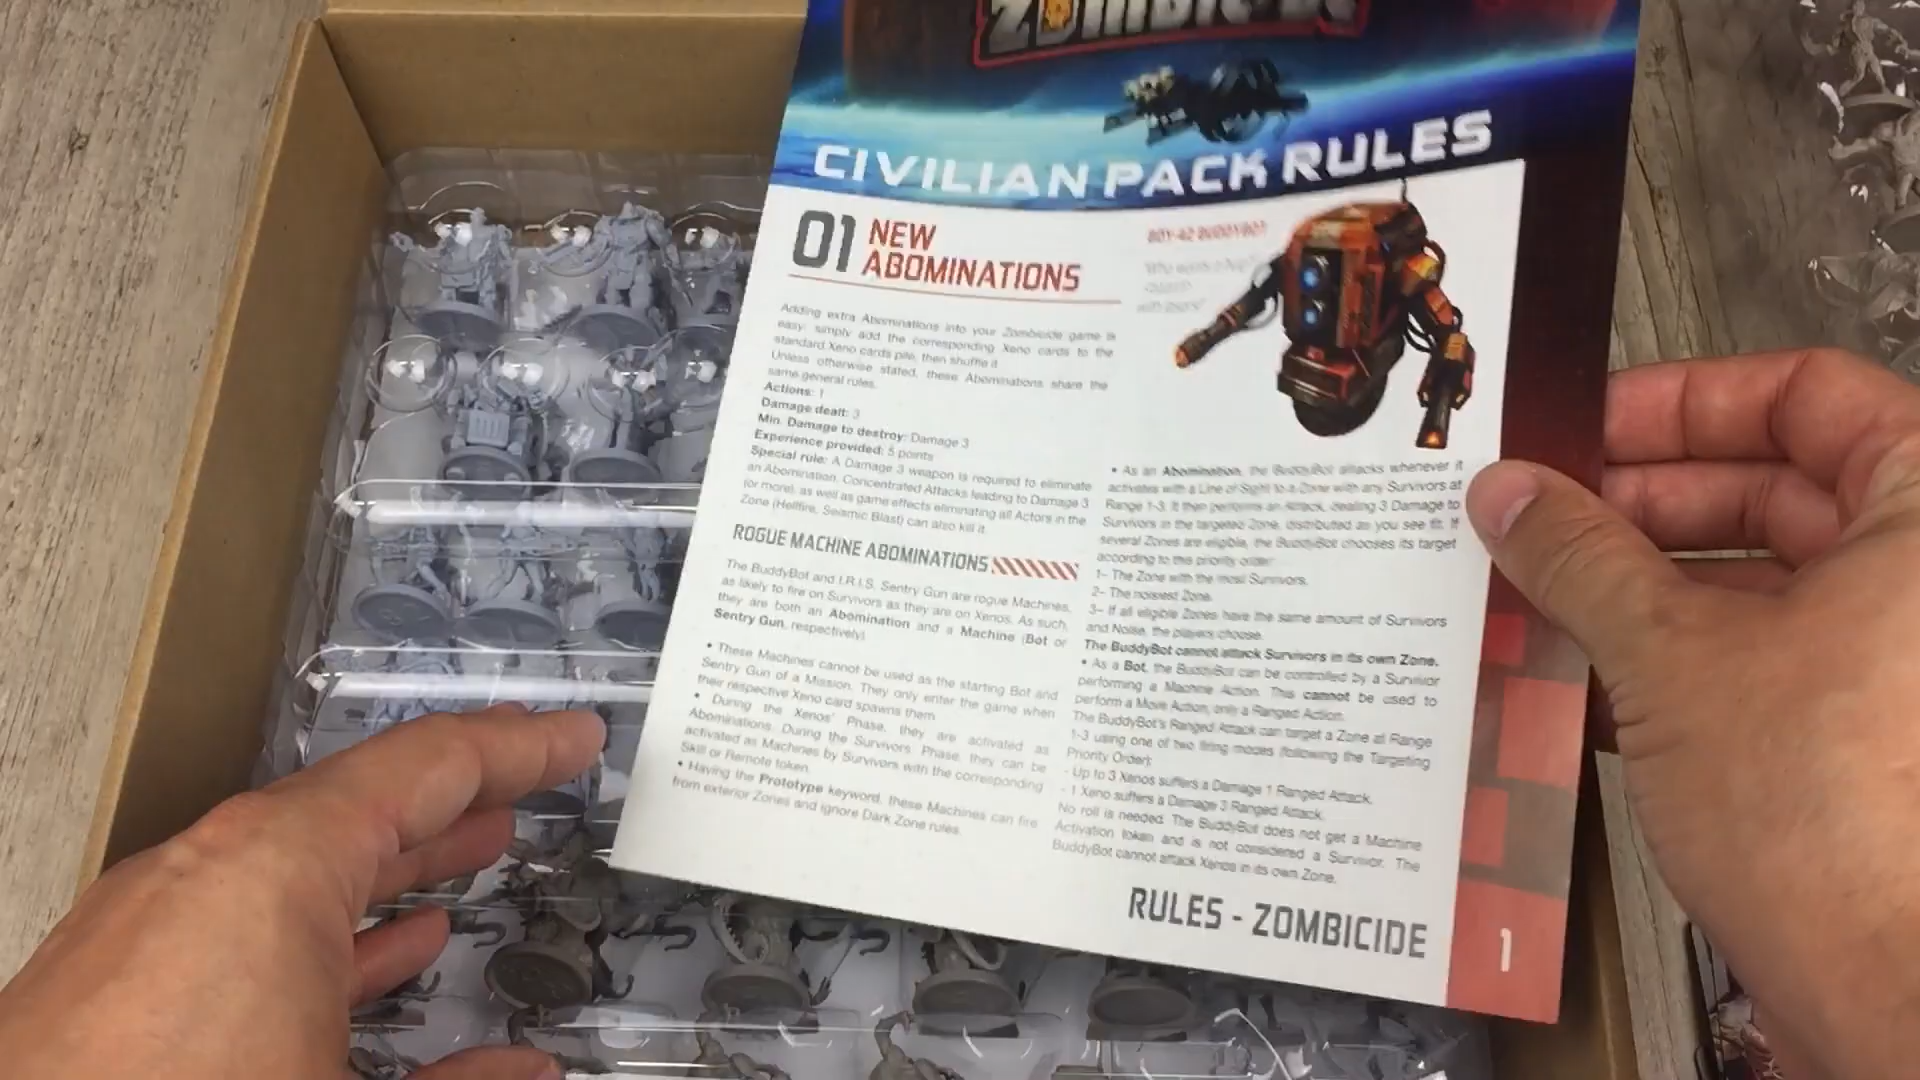 ZOMBICIDE
CIVILIAN PACK RULES
01 NEW
ABOMINATIONS
Adding extra Abominations into your Zombicide game is
easy: simply add the corresponding Xeno cards to the
standard Xeno cards pile, then shuffle it.
Unless otherwise stated, these Abominations share the
same general rules.
Actions: 1
Damage dealt: 3
Min. Damage to destroy: Damage 3
Experience provided: 5 points
Special rule: A Damage 3 weapon is required to eliminate
an Abomination. Concentrated Attacks leading to Damage 3
(or more), as well as game effects eliminating all Actors in the
Zone (Hellfire, Seismic Blast) can also kill it.
ROGUE MACHINE ABOMINATIONS
The BuddyBot and I.R.I.S. Sentry Gun are rogue Machines,
as likely to fire on Survivors as they are on Xenos. As such,
they are both an Abomination and a Machine (Bot or
Sentry Gun, respectively).
• These Machines cannot be used as the starting Bot and
Sentry Gun of a Mission. They only enter the game when
their respective Xeno card spawns them.
• During the Xenos' Phase, they are activated as
Abominations. During the Survivors' Phase, they can be
activated as Machines by Survivors with the corresponding
Skill or Remote token.
• Having the Prototype keyword, these Machines can fire
from exterior Zones and ignore Dark Zone rules.
BDY-42 BUDDYBOT
"Who wants a hug?
with lasers!"
• As an Abomination, the BuddyBot attacks whenever it
activates with a Line of Sight to a Zone with any Survivors at
Range 1-3. It then performs an Attack, dealing 3 Damage to
Survivors in the targeted Zone, distributed as you see fit. If
several Zones are eligible, the BuddyBot chooses its target
according to this priority order:
1– The Zone with the most Survivors.
2– The noisiest Zone.
3– If all eligible Zones have the same amount of Survivors
and Noise, the players choose.
The BuddyBot cannot attack Survivors in its own Zone.
• As a Bot, the BuddyBot can be controlled by a Survivor
performing a Machine Action. This cannot be used to
perform a Move Action, only a Ranged Action.
The BuddyBot's Ranged Attack can target a Zone at Range
1-3 using one of two firing modes (following the Targeting
Priority Order):
- Up to 3 Xenos suffers a Damage 1 Ranged Attack.
- 1 Xeno suffers a Damage 3 Ranged Attack.
No roll is needed. The BuddyBot does not get a Machine
Activation token and is not considered a Survivor. The
BuddyBot cannot attack Xenos in its own Zone.
RULES - ZOMBICIDE
1